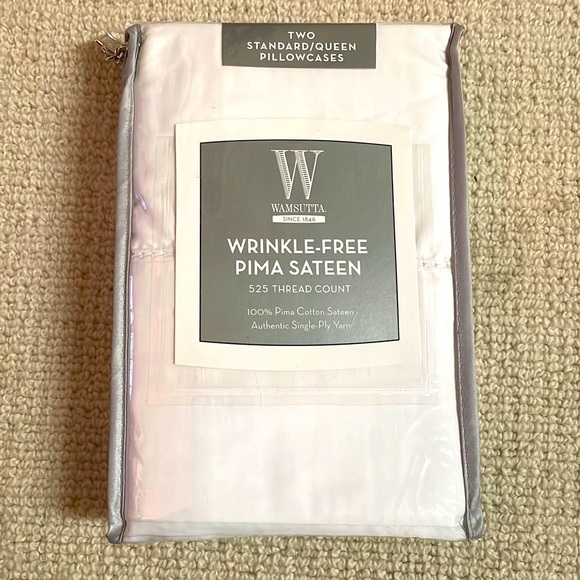 TWO
STANDARD/QUEEN
PILLOWCASES
W
WAMSUTTA.
SINCE 1846
WRINKLE-FREE
PIMA SATEEN
525 THREAD COUNT
100% Pima Cotton Sateen
Authentic Single-Ply Yarn